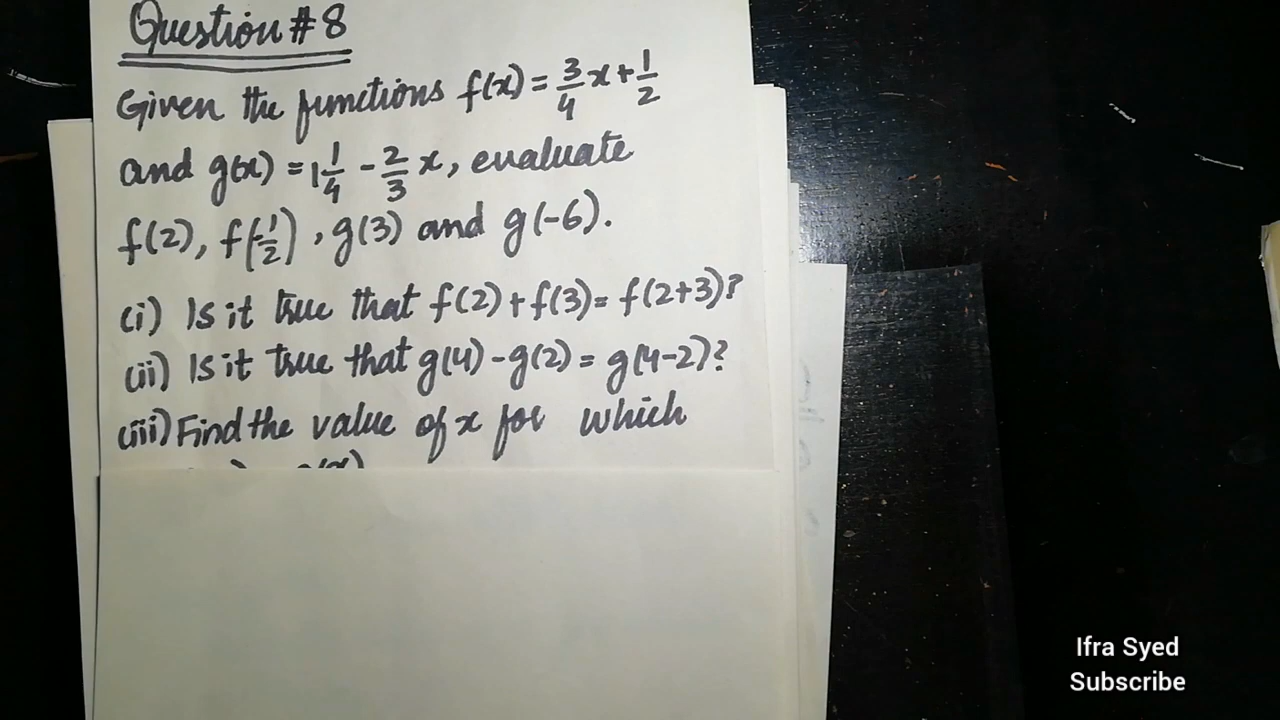 Question # 8
Given the functions f(x) = 3/4 x + 1/2
and g(x) = 1 1/4 - 2/3 x, evaluate
f(2), f(-1/2), g(3) and g(-6).
(i) Is it true that f(2) + f(3) = f(2+3)?
(ii) Is it true that g(4) - g(2) = g(4-2)?
(iii) Find the value of x for which
Ifra Syed
Subscribe